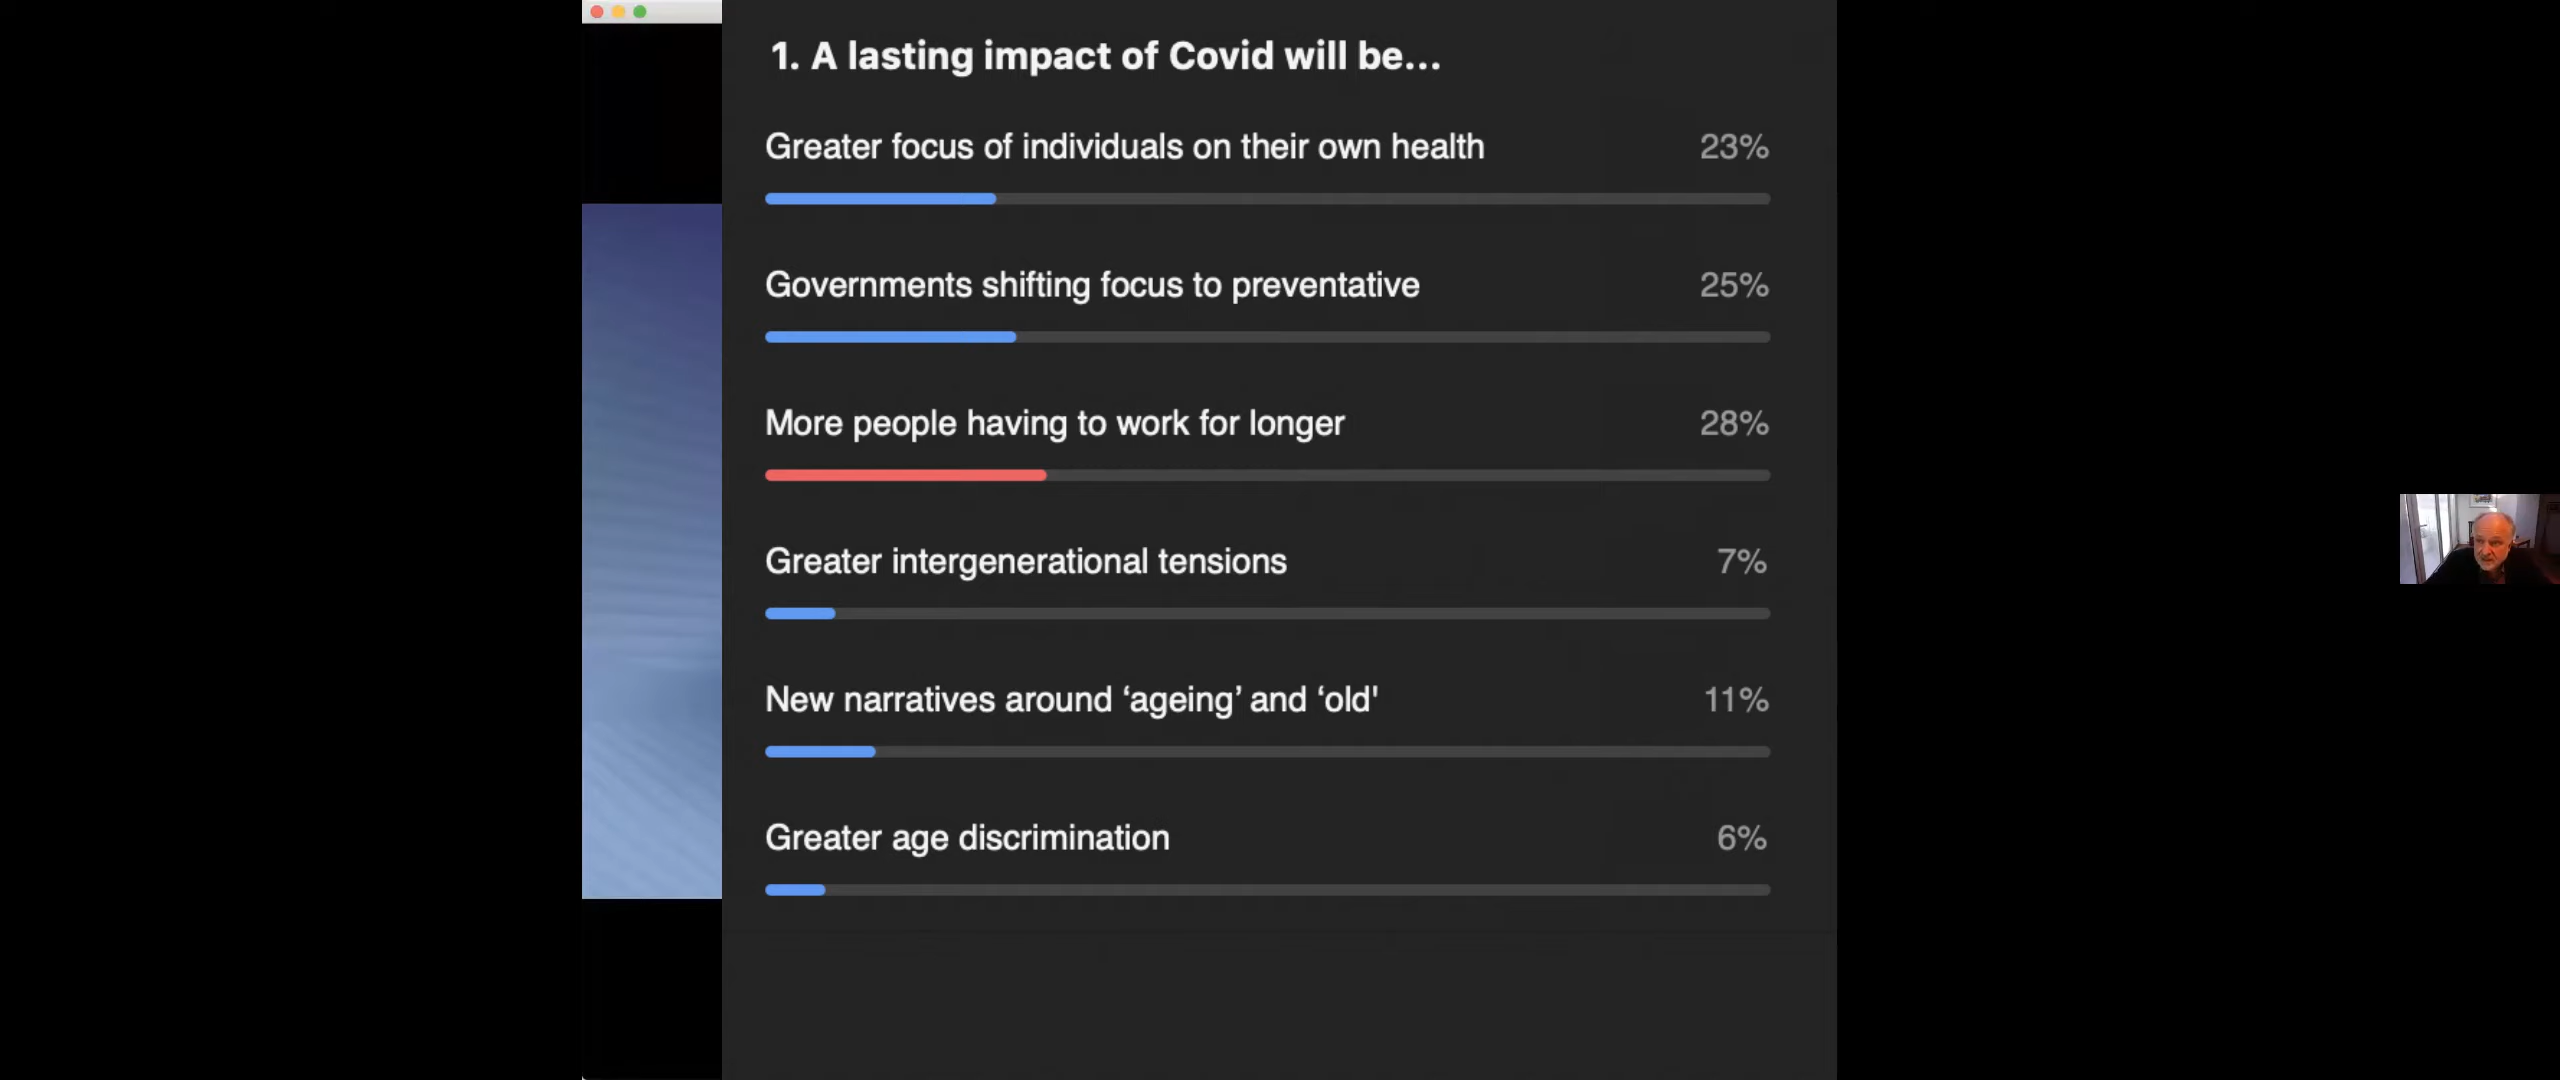 1. A lasting impact of Covid will be...
Greater focus of individuals on their own health 23%
Governments shifting focus to preventative 25%
More people having to work for longer 28%
Greater intergenerational tensions 7%
New narratives around ‘ageing’ and ‘old' 11%
Greater age discrimination 6%